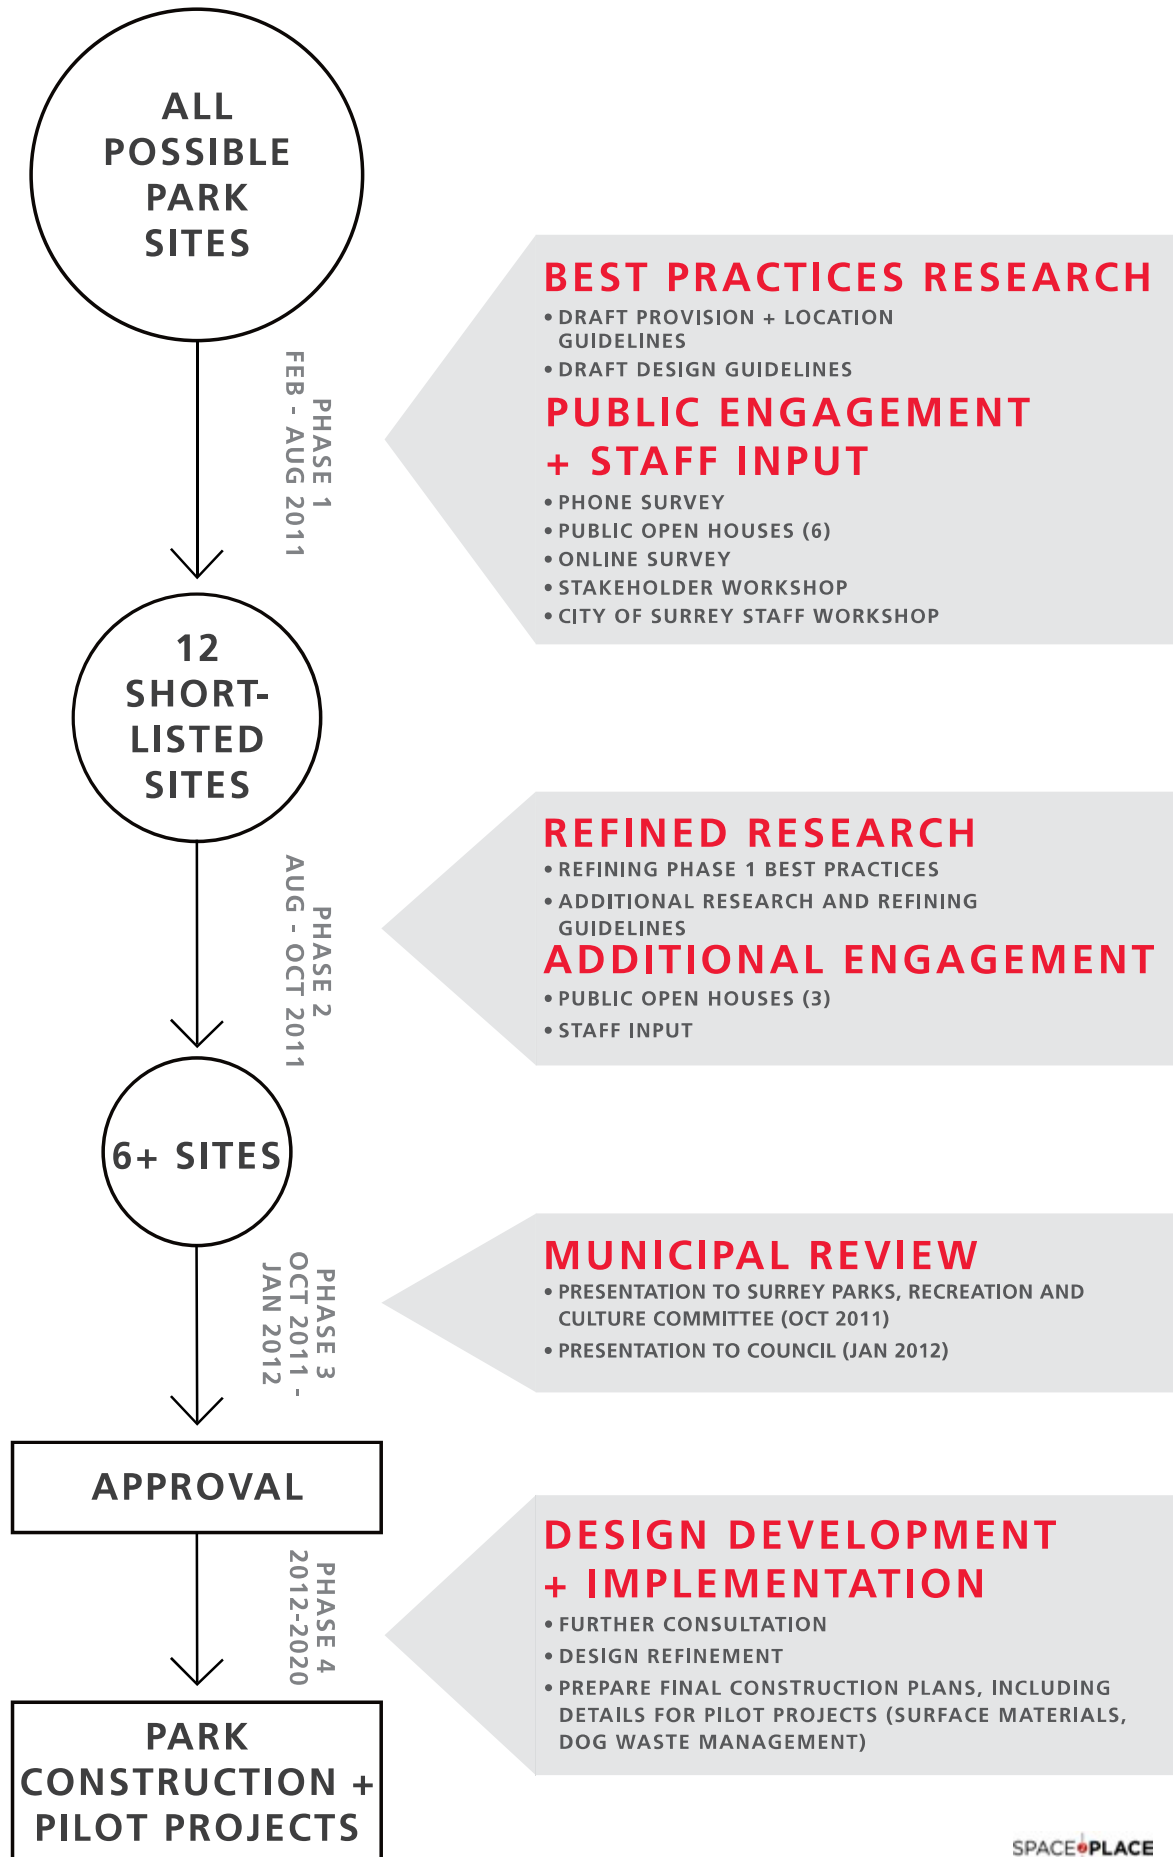 ALL
POSSIBLE
PARK
SITES
PHASE 1
FEB - AUG 2011
BEST PRACTICES RESEARCH
• DRAFT PROVISION + LOCATION
GUIDELINES
• DRAFT DESIGN GUIDELINES
PUBLIC ENGAGEMENT
+ STAFF INPUT
• PHONE SURVEY
• PUBLIC OPEN HOUSES (6)
• ONLINE SURVEY
• STAKEHOLDER WORKSHOP
• CITY OF SURREY STAFF WORKSHOP
12
SHORT-
LISTED
SITES
PHASE 2
AUG - OCT 2011
REFINED RESEARCH
• REFINING PHASE 1 BEST PRACTICES
• ADDITIONAL RESEARCH AND REFINING
GUIDELINES
ADDITIONAL ENGAGEMENT
• PUBLIC OPEN HOUSES (3)
• STAFF INPUT
6+ SITES
PHASE 3
OCT 2011 -
JAN 2012
MUNICIPAL REVIEW
• PRESENTATION TO SURREY PARKS, RECREATION AND
CULTURE COMMITTEE (OCT 2011)
• PRESENTATION TO COUNCIL (JAN 2012)
APPROVAL
PHASE 4
2012-2020
DESIGN DEVELOPMENT
+ IMPLEMENTATION
• FURTHER CONSULTATION
• DESIGN REFINEMENT
• PREPARE FINAL CONSTRUCTION PLANS, INCLUDING
DETAILS FOR PILOT PROJECTS (SURFACE MATERIALS,
DOG WASTE MANAGEMENT)
PARK
CONSTRUCTION +
PILOT PROJECTS
SPACE PLACE